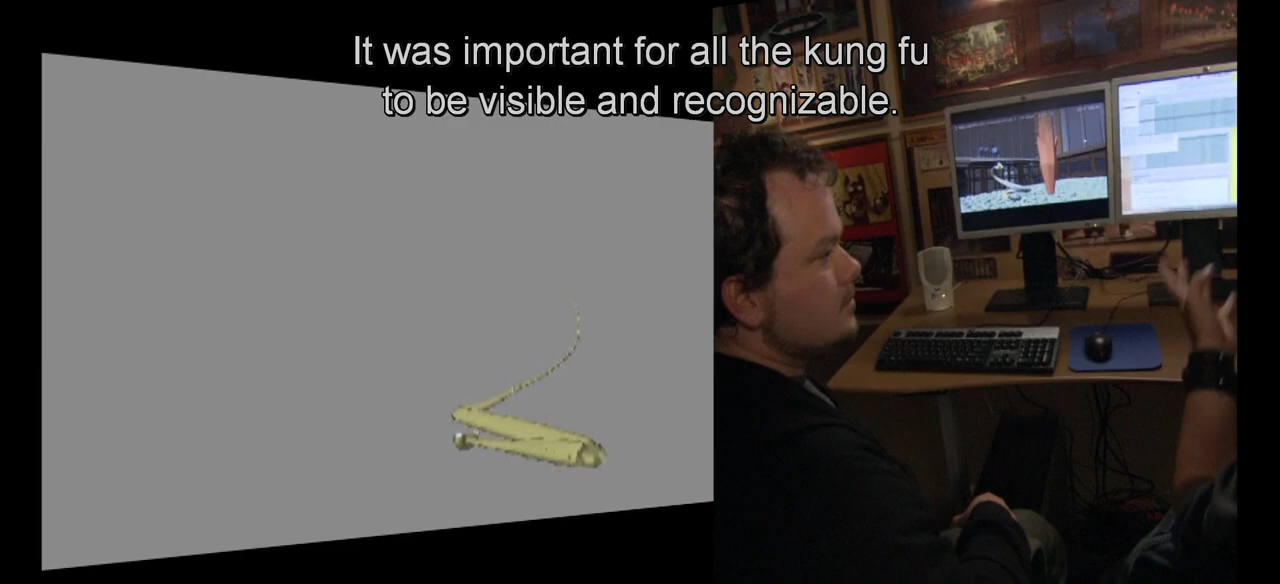 It was important for all the kung fu
to be visible and recognizable.